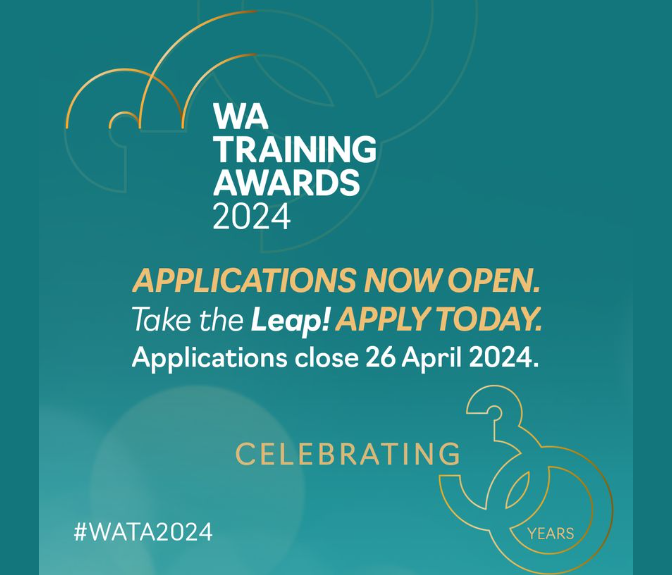 WA
TRAINING
AWARDS
2024
APPLICATIONS NOW OPEN.
Take the Leap! APPLY TODAY.
Applications close 26 April 2024.
CELEBRATING 30
YEARS
#WATA2024